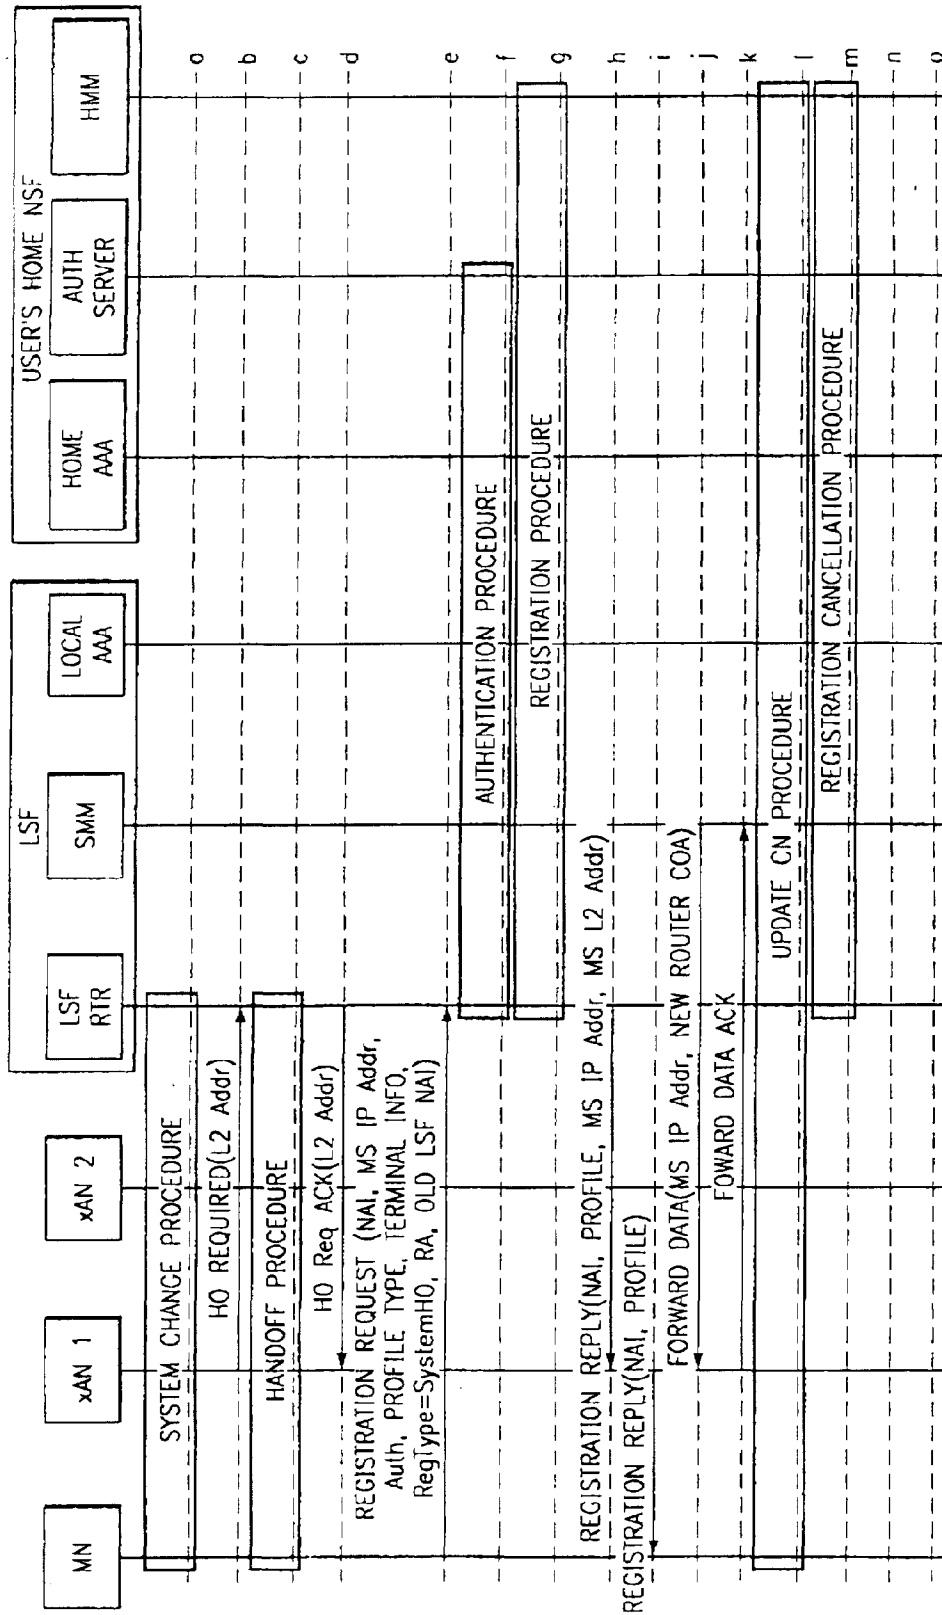 LSF
USER'S HOME NSF
MN
xAN 1
xAN 2
LSF
RTR
SMM
LOCAL
AAA
HOME
AAA
AUTH
SERVER
HMM
SYSTEM CHANGE PROCEDURE
a
HO REQUIRED(L2 Addr)
b
HANDOFF PROCEDURE
c
HO Req ACK(L2 Addr)
d
REGISTRATION REQUEST (NAI, MS IP Addr,
Auth, PROFILE TYPE, TERMINAL INFO,
RegType=SystemHO, RA, OLD LSF NAI)
e
AUTHENTICATION PROCEDURE
f
REGISTRATION PROCEDURE
g
REGISTRATION REPLY(NAI, PROFILE, MS IP Addr, MS L2 Addr)
h
REGISTRATION REPLY(NAI, PROFILE)
i
FORWARD DATA(MS IP Addr, NEW ROUTER COA)
j
FOWARD DATA ACK
k
UPDATE CN PROCEDURE
l
REGISTRATION CANCELLATION PROCEDURE
m
n
o